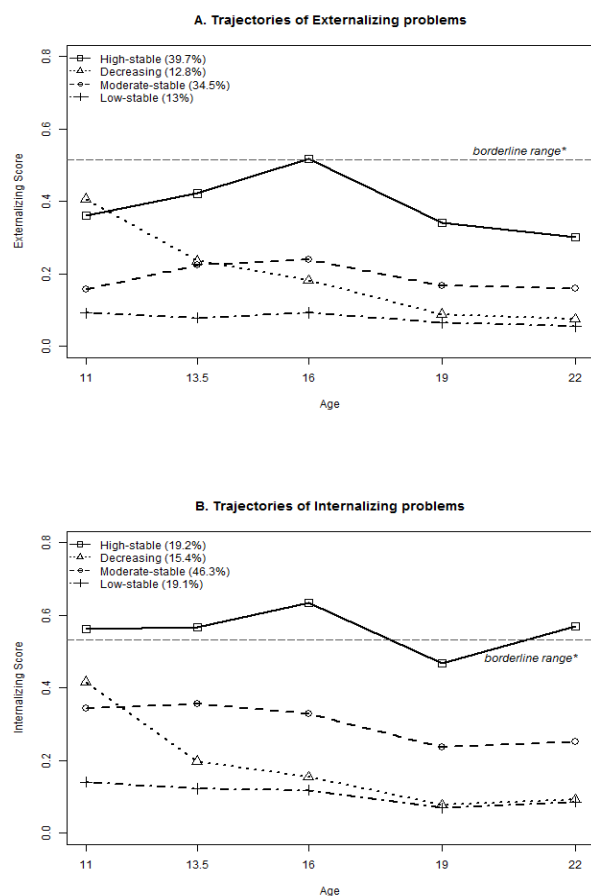 A. Trajectories of Externalizing problems
High-stable (39.7%)
Decreasing (12.8%)
Moderate-stable (34.5%)
Low-stable (13%)
borderline range*
Externalizing Score
0.8
0.6
0.4
0.2
0.0
11 13.5 16 19 22
Age
B. Trajectories of Internalizing problems
High-stable (19.2%)
Decreasing (15.4%)
Moderate-stable (46.3%)
Low-stable (19.1%)
borderline range*
Internalizing Score
0.8
0.6
0.4
0.2
0.0
11 13.5 16 19 22
Age